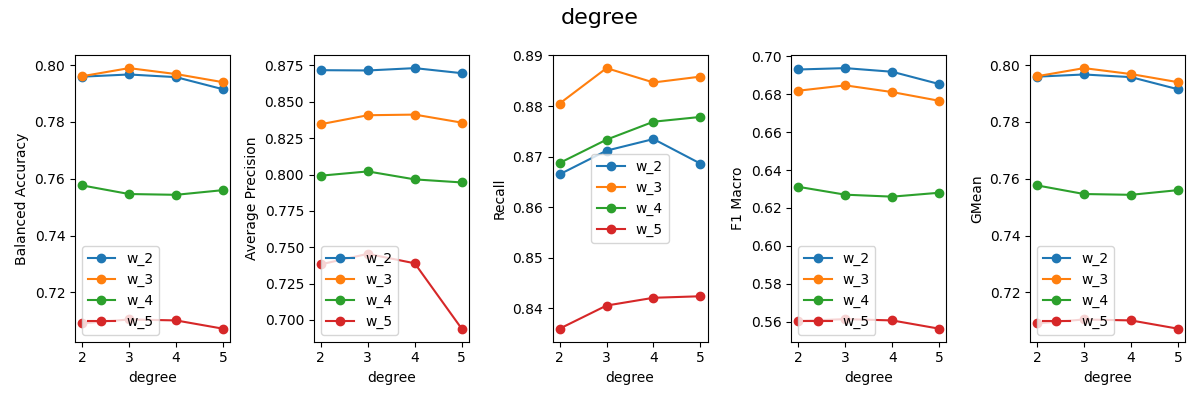 degree
Balanced Accuracy
0.80
0.78
0.76
0.74
0.72
w_2
w_3
w_4
w_5
2 3 4 5
degree
Average Precision
0.875
0.850
0.825
0.800
0.775
0.750
0.725
0.700
w_2
w_3
w_4
w_5
2 3 4 5
degree
Recall
0.89
0.88
0.87
0.86
0.85
0.84
w_2
w_3
w_4
w_5
2 3 4 5
degree
F1 Macro
0.70
0.68
0.66
0.64
0.62
0.60
0.58
0.56
w_2
w_3
w_4
w_5
2 3 4 5
degree
GMean
0.80
0.78
0.76
0.74
0.72
w_2
w_3
w_4
w_5
2 3 4 5
degree